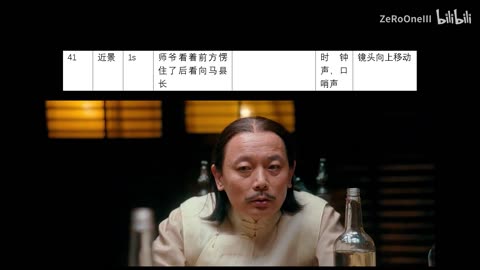 ZeRoOneIII bilibili
41 近景 1s 师爷看着前方愣 时钟
住了后看向马县 声、口
长 哨声 镜头向上移动